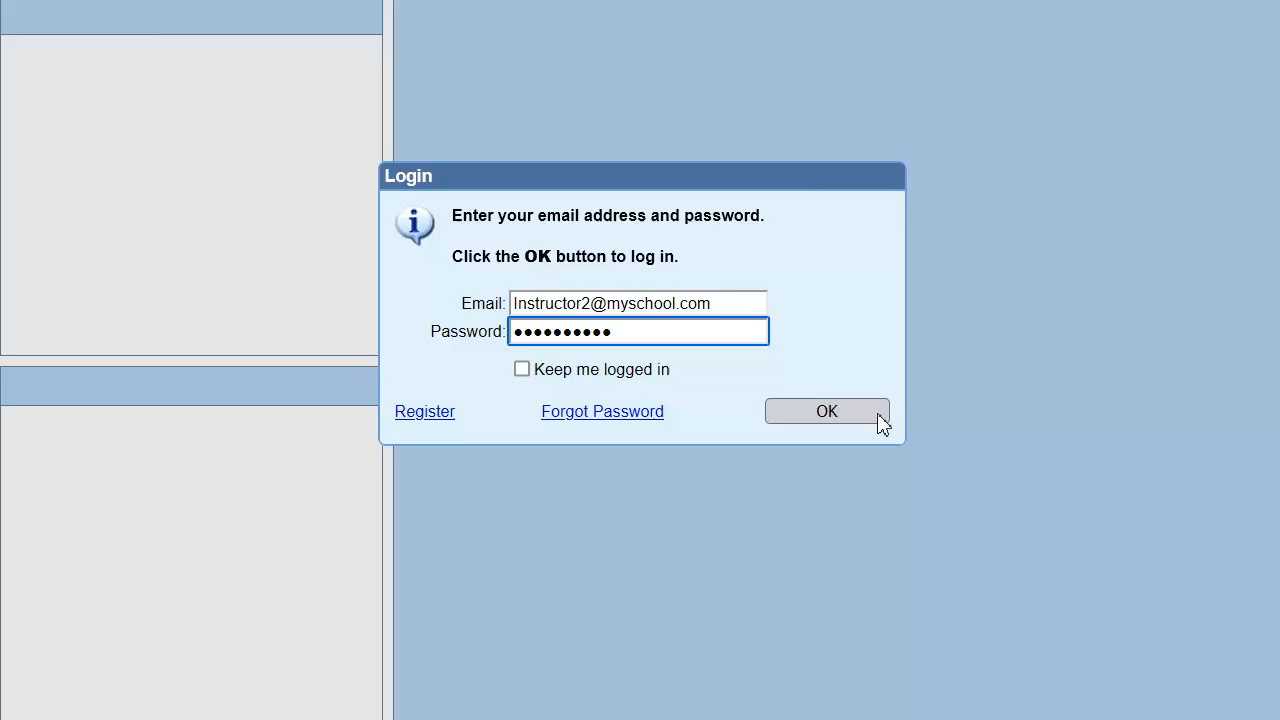 Login
Enter your email address and password.
Click the OK button to log in.
Email: Instructor2@myschool.com
Password: ●●●●●●●●●●
Keep me logged in
Register Forgot Password OK